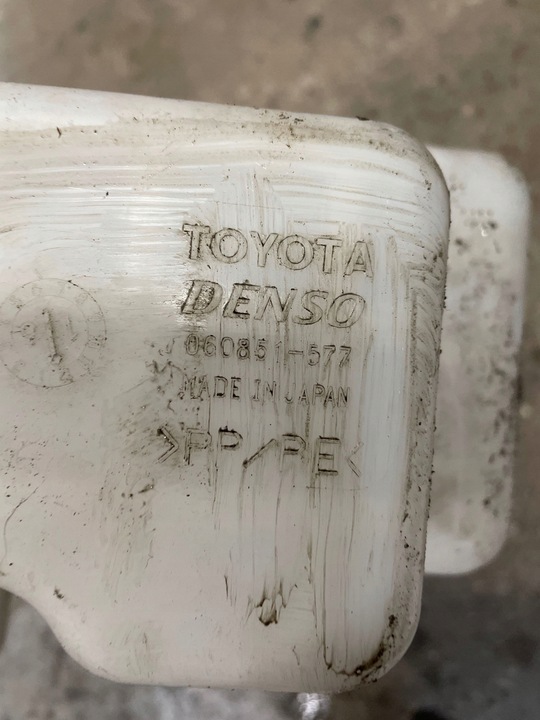 TOYOTA
DENSO
060851-577
MADE IN JAPAN
>PP/PE<